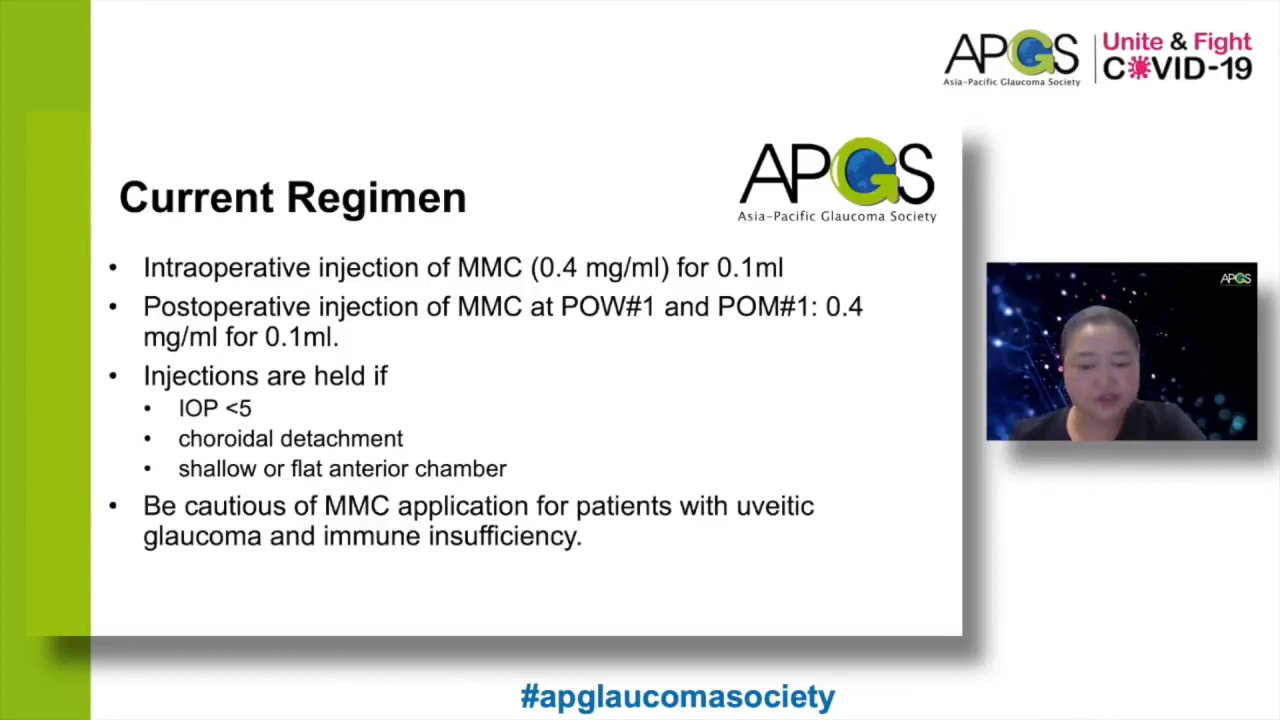 APGS
Asia-Pacific Glaucoma Society
Unite & Fight
COVID-19
APGS
Asia-Pacific Glaucoma Society
Current Regimen
• Intraoperative injection of MMC (0.4 mg/ml) for 0.1ml
• Postoperative injection of MMC at POW#1 and POM#1: 0.4
mg/ml for 0.1ml.
• Injections are held if
• IOP <5
• choroidal detachment
• shallow or flat anterior chamber
• Be cautious of MMC application for patients with uveitic
glaucoma and immune insufficiency.
APGS
#apglaucomasociety